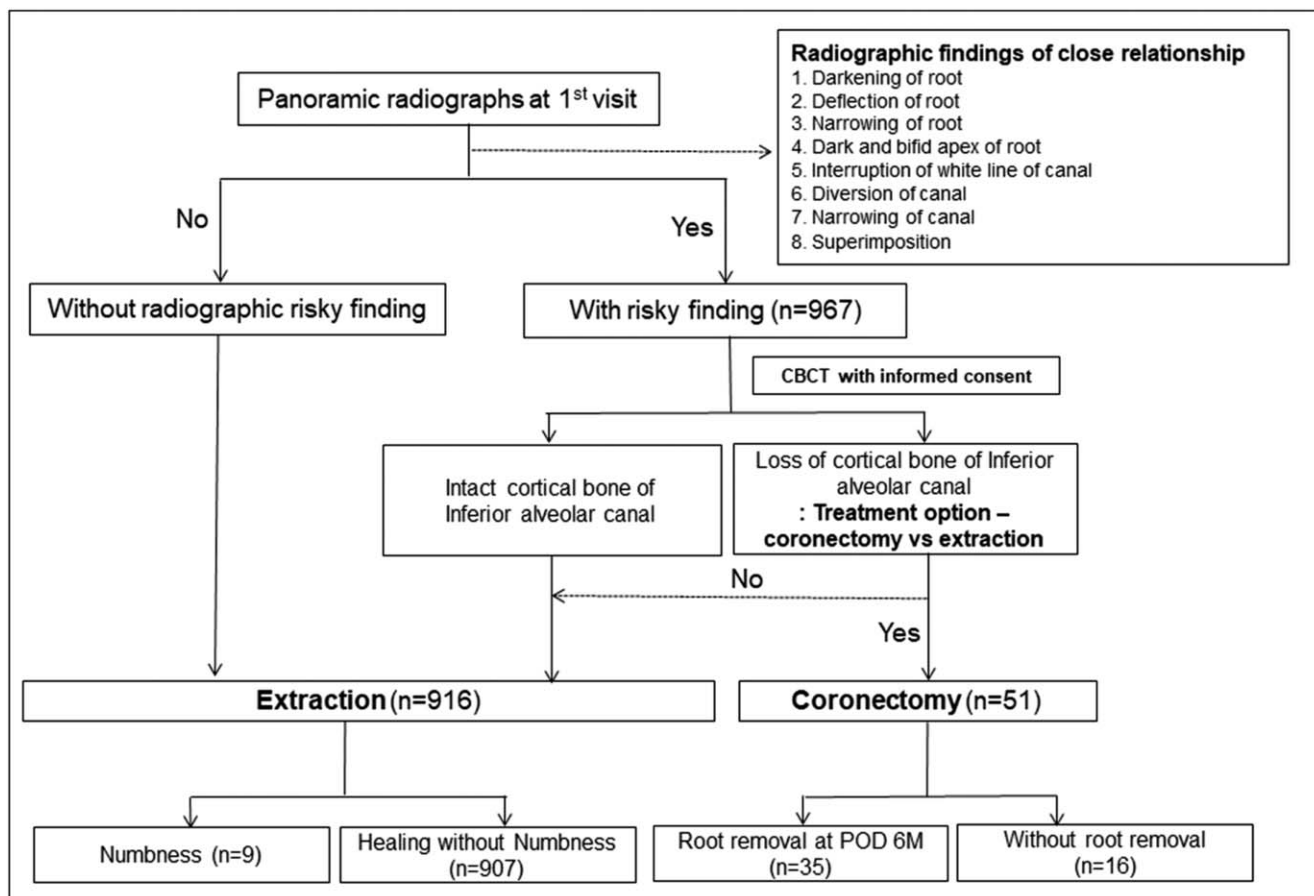 Panoramic radiographs at 1st visit
Radiographic findings of close relationship
1. Darkening of root
2. Deflection of root
3. Narrowing of root
4. Dark and bifid apex of root
5. Interruption of white line of canal
6. Diversion of canal
7. Narrowing of canal
8. Superimposition
No
Yes
Without radiographic risky finding
With risky finding (n=967)
CBCT with informed consent
Intact cortical bone of
Inferior alveolar canal
Loss of cortical bone of Inferior
alveolar canal
: Treatment option –
coronectomy vs extraction
No
Yes
Extraction (n=916)
Coronectomy (n=51)
Numbness (n=9)
Healing without Numbness
(n=907)
Root removal at POD 6M
(n=35)
Without root removal
(n=16)